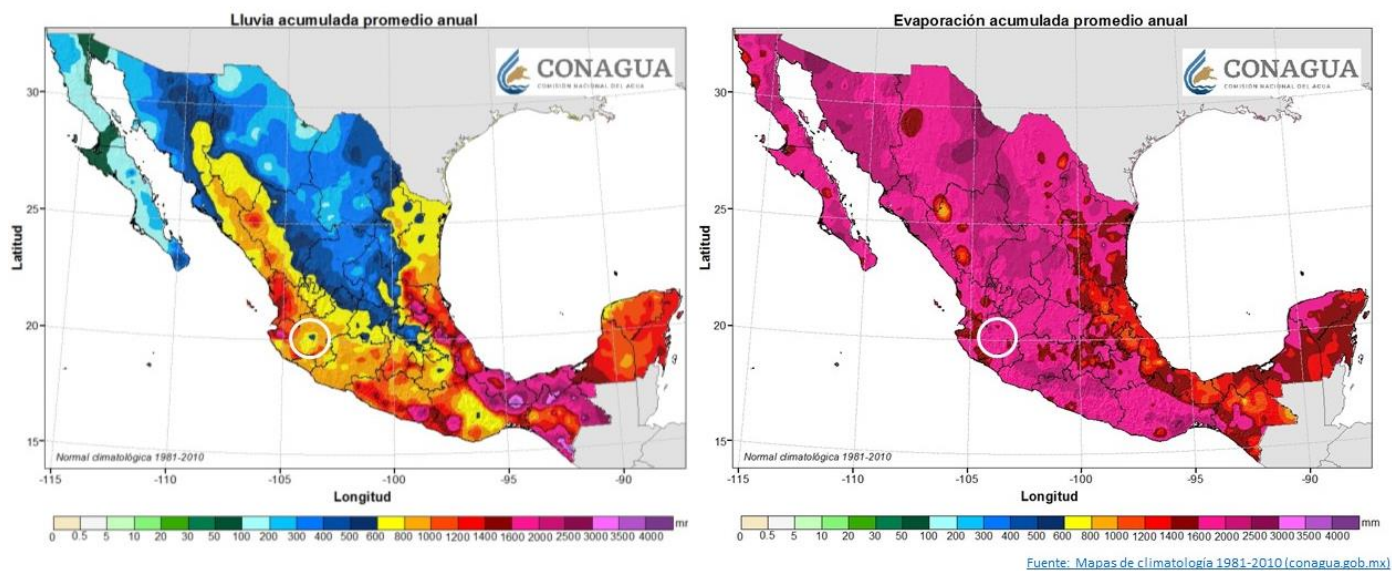 Lluvia acumulada promedio anual
CONAGUA
COMISIÓN NACIONAL DEL AGUA
30
25
20
15
Latitud
Normal climatológica 1981-2010
-115 -110 -105 -100 -95 -90
Longitud
0 0.5 5 10 20 30 50 100 200 300 400 500 600 800 1000 1200 1400 1600 2000 2500 3000 3500 4000
mr
Evaporación acumulada promedio anual
CONAGUA
COMISIÓN NACIONAL DEL AGUA
30
25
20
15
Latitud
Normal climatológica 1981-2010
-115 -110 -105 -100 -95 -90
Longitud
0 0.5 5 10 20 30 50 100 200 300 400 500 600 800 1000 1200 1400 1600 2000 2500 3000 3500 4000
mm
Fuente: Mapas de climatología 1981-2010 (conagua.gob.mx)